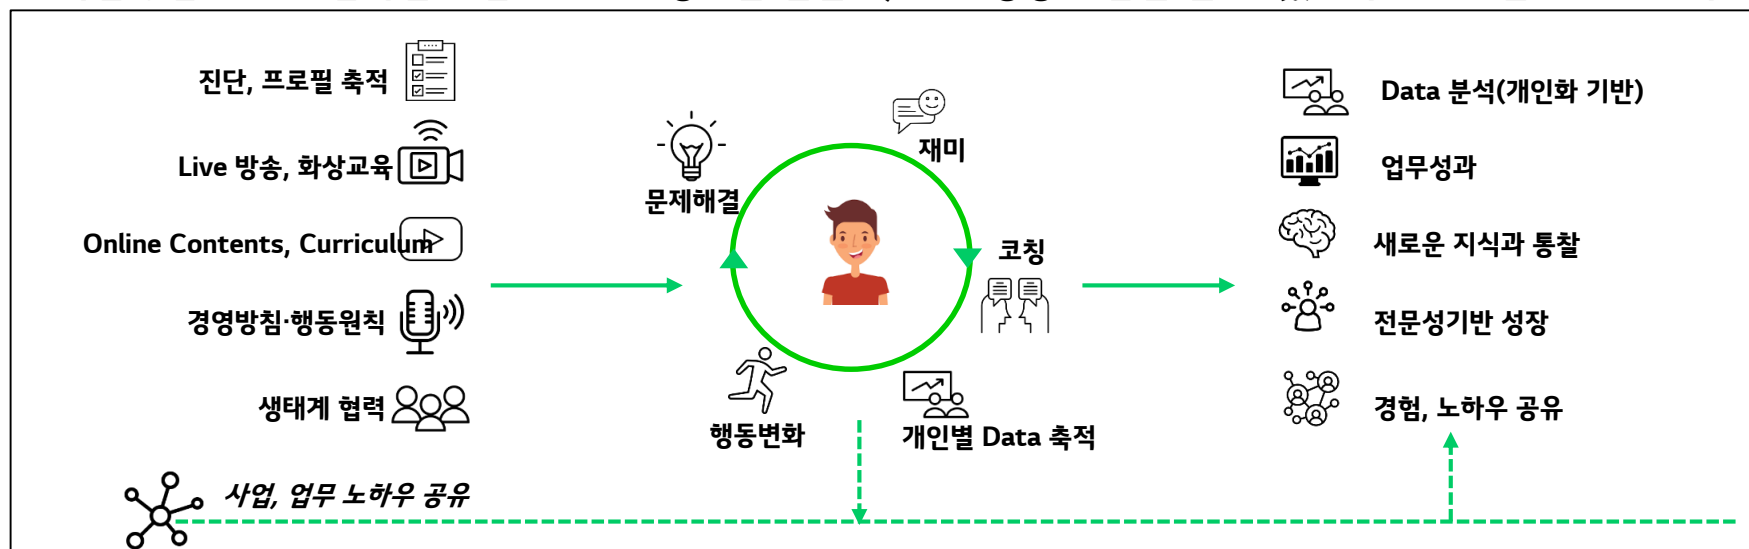 진단, 프로필 축적
Live 방송, 화상교육
Online Contents, Curriculum
경영방침·행동원칙
생태계 협력
사업, 업무 노하우 공유
문제해결
재미
코칭
행동변화
개인별 Data 축적
Data 분석(개인화 기반)
업무성과
새로운 지식과 통찰
전문성기반 성장
경험, 노하우 공유